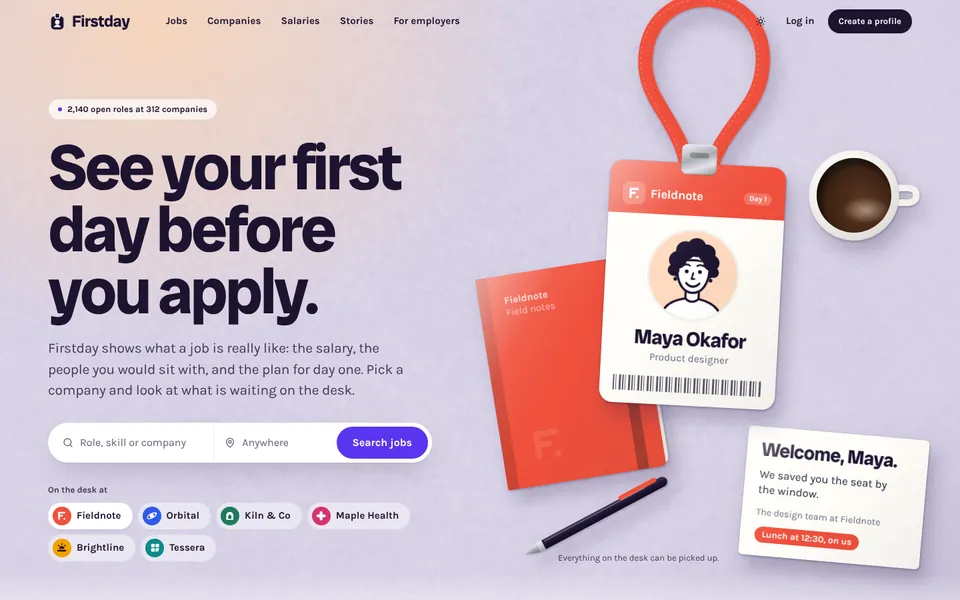 Firstday
Jobs
Companies
Salaries
Stories
For employers
Log in
Create a profile
2,140 open roles at 312 companies
See your first
day before
you apply.
Firstday shows what a job is really like: the salary, the
people you would sit with, and the plan for day one. Pick a
company and look at what is waiting on the desk.
Role, skill or company
Anywhere
Search jobs
On the desk at
F. Fieldnote
Orbital
Kiln & Co
Maple Health
Brightline
Tessera
F. Fieldnote
Day 1
Maya Okafor
Product designer
Fieldnote
Field notes
F.
Welcome, Maya.
We saved you the seat by
the window.
The design team at Fieldnote
Lunch at 12:30, on us
Everything on the desk can be picked up.